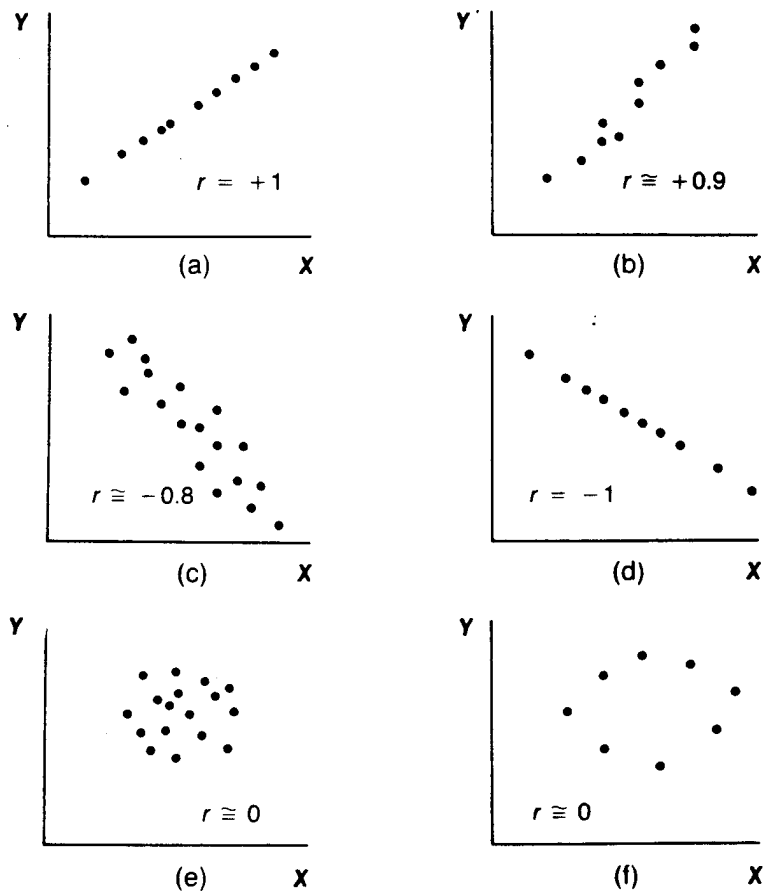 Y
r = +1
(a)
X
Y
r ≅ +0.9
(b)
X
Y
r ≅ −0.8
(c)
X
Y
r = −1
(d)
X
Y
r ≅ 0
(e)
X
Y
r ≅ 0
(f)
X